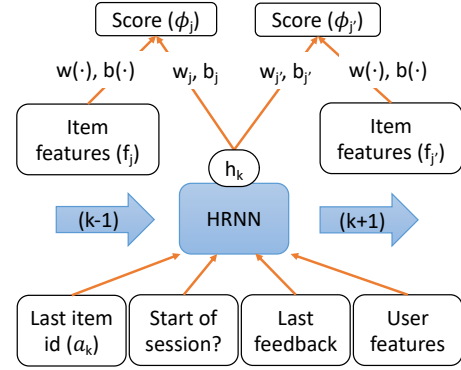 Score (ϕj)
Score (ϕj′)
w(·), b(·)
wj, bj
wj′, bj′
w(·), b(·)
Item
features (fj)
Item
features (fj′)
hk
(k-1)
HRNN
(k+1)
Last item
id (ak)
Start of
session?
Last
feedback
User
features